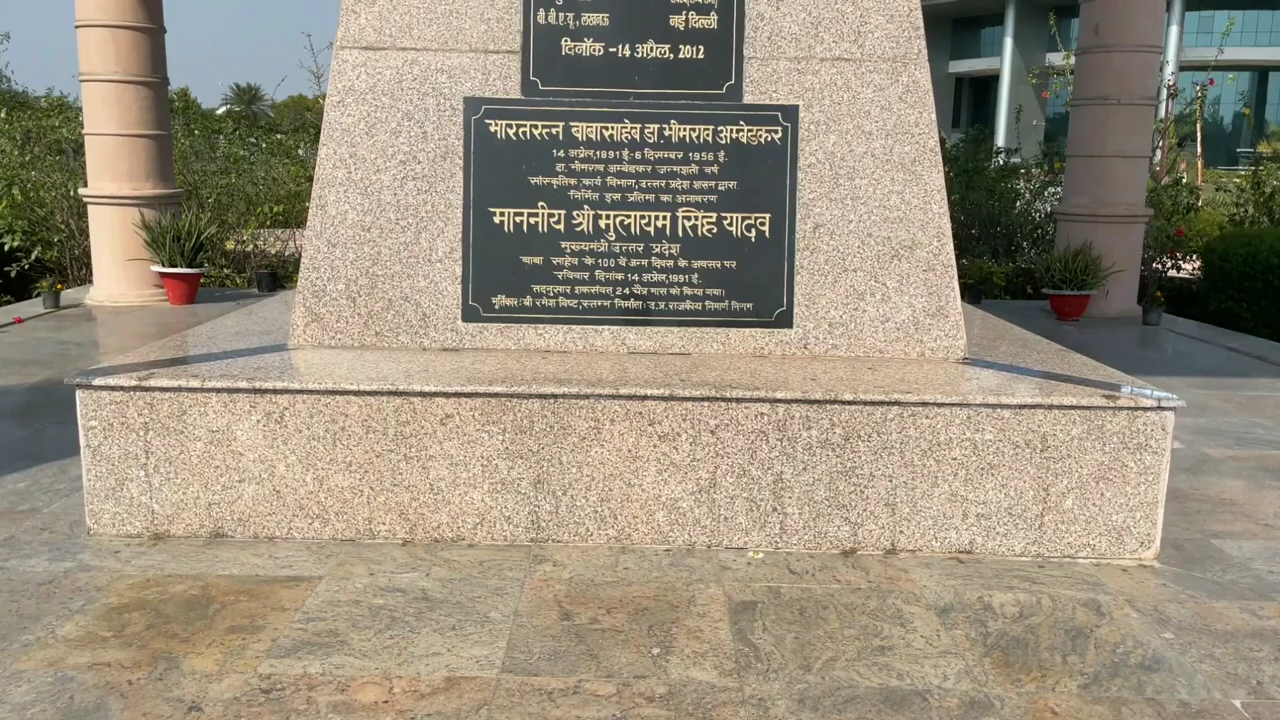 बी.बी.ए.यू., लखनऊ
नई दिल्ली
दिनाँक -14 अप्रैल, 2012
भारतरत्न बाबासाहेब डा. भीमराव अम्बेडकर
14 अप्रेल,1891 ई.-6 दिसम्बर 1956 ई.
डा. भीमराव अम्बेडकर जन्मशती वर्ष
सांस्कृतिक कार्य विभाग, उत्तर प्रदेश शासन द्वारा
निर्मित इस प्रतिमा का अनावरण
माननीय श्री मुलायम सिंह यादव
मुख्यमंत्री उत्तर प्रदेश
बाबा साहेब के 100 वें जन्म दिवस के अवसर पर
रविवार दिनांक 14 अप्रेल,1991 ई.
तदनुसार शकसंवत् 24 चैत्र मास को किया गया।
मूर्तिकार: श्री रमेश बिष्ट, स्तम्भ निर्माता: उ.प्र. राजकीय निर्माण निगम